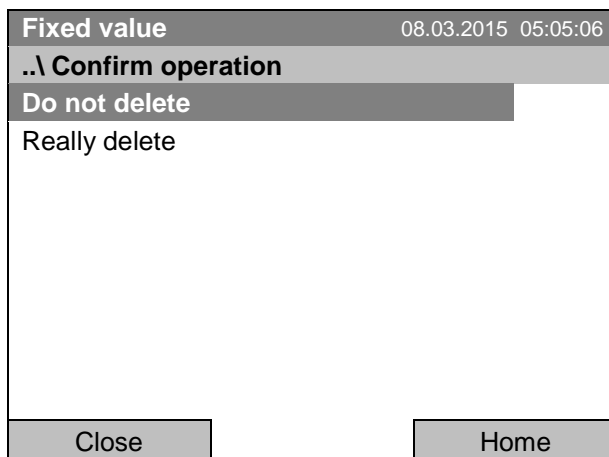 Fixed value 08.03.2015 05:05:06
..\ Confirm operation
Do not delete
Really delete
Close Home